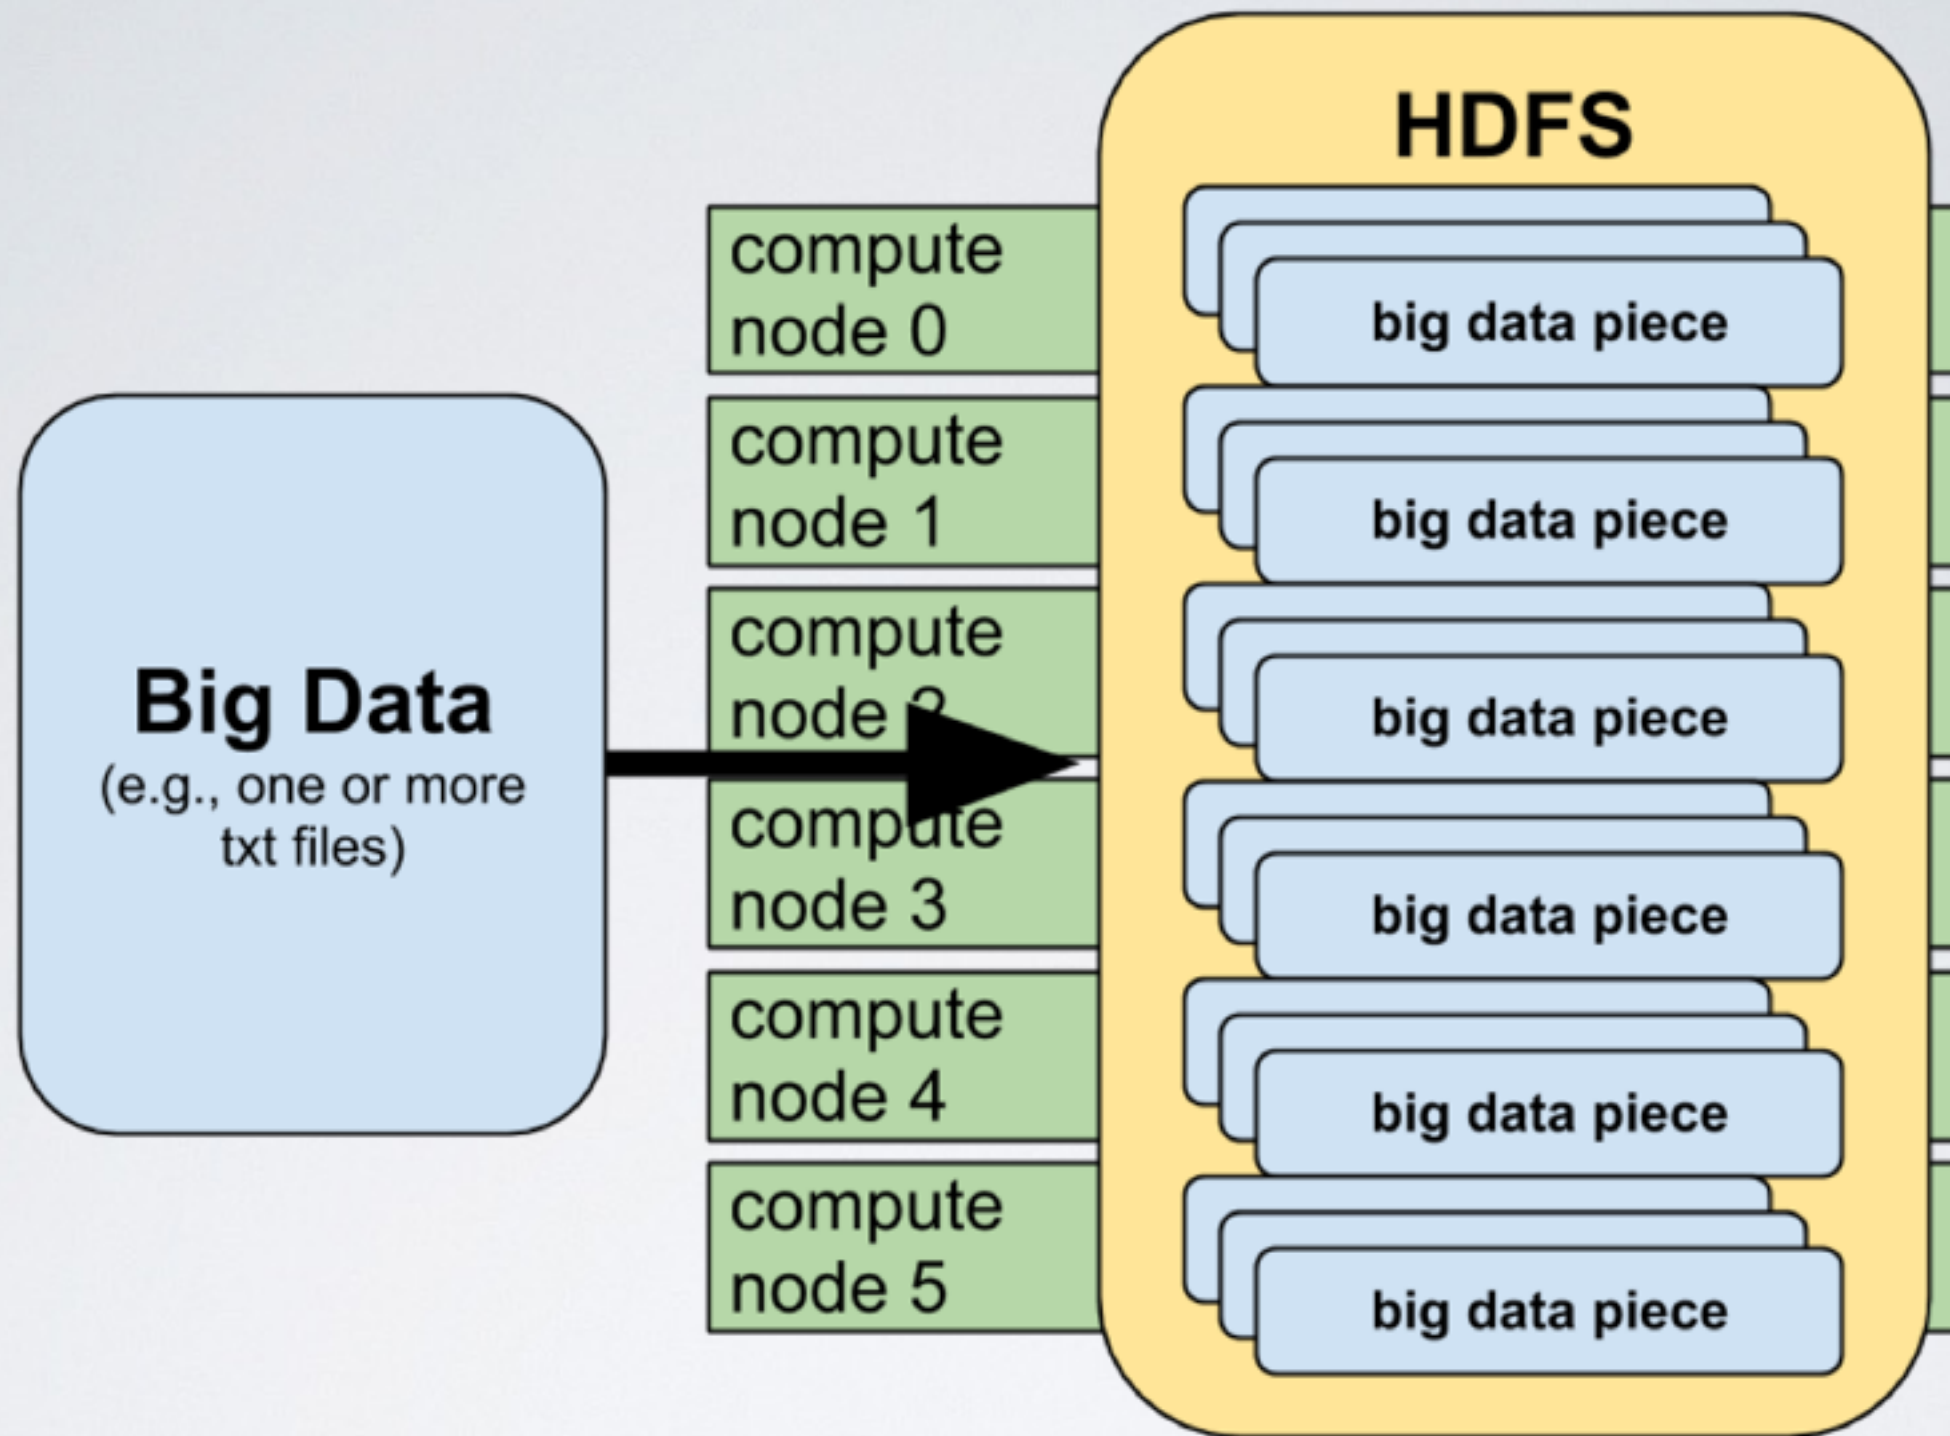 HDFS
compute
node 0
big data piece
compute
node 1
big data piece
compute
node 2
big data piece
Big Data
(e.g., one or more
txt files)
compute
node 3
big data piece
compute
node 4
big data piece
compute
node 5
big data piece